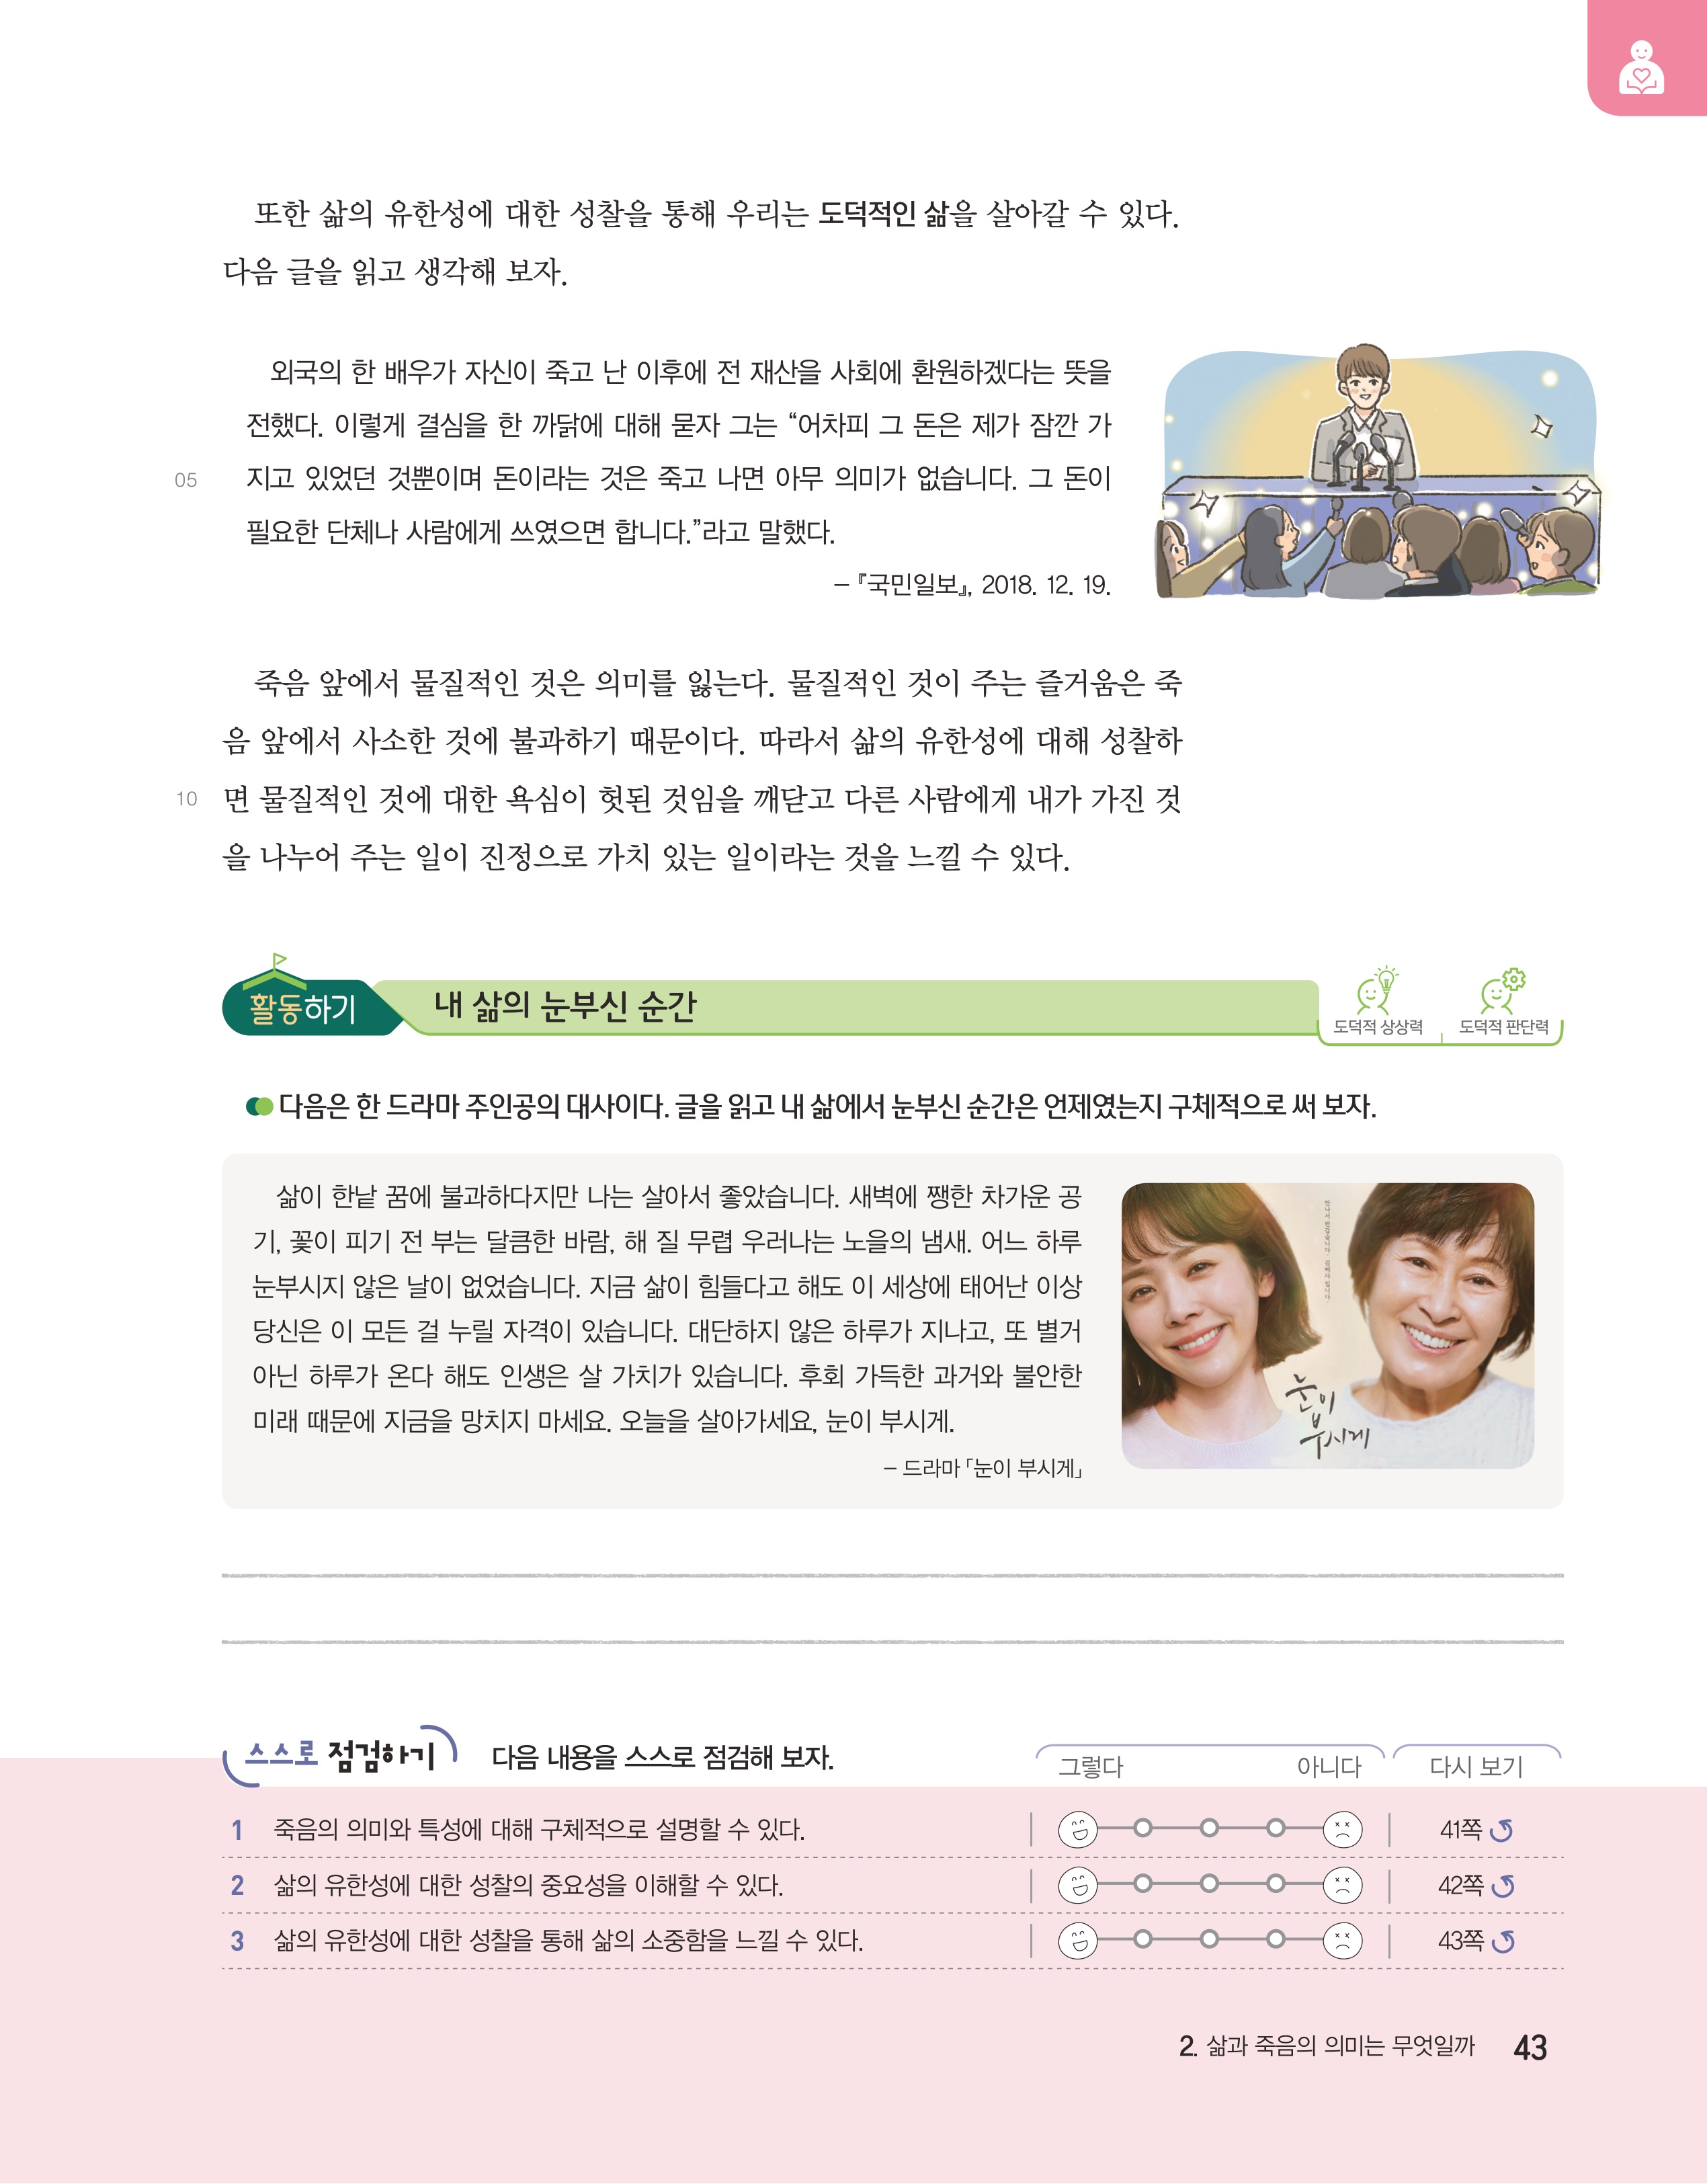 또한 삶의 유한성에 대한 성찰을 통해 우리는 도덕적인 삶을 살아갈 수 있다.
다음 글을 읽고 생각해 보자.
외국의 한 배우가 자신이 죽고 난 이후에 전 재산을 사회에 환원하겠다는 뜻을
전했다. 이렇게 결심을 한 까닭에 대해 묻자 그는 “어차피 그 돈은 제가 잠깐 가
05 지고 있었던 것뿐이며 돈이라는 것은 죽고 나면 아무 의미가 없습니다. 그 돈이
필요한 단체나 사람에게 쓰였으면 합니다.”라고 말했다.
– 『국민일보』, 2018. 12. 19.
죽음 앞에서 물질적인 것은 의미를 잃는다. 물질적인 것이 주는 즐거움은 죽
음 앞에서 사소한 것에 불과하기 때문이다. 따라서 삶의 유한성에 대해 성찰하
10 면 물질적인 것에 대한 욕심이 헛된 것임을 깨닫고 다른 사람에게 내가 가진 것
을 나누어 주는 일이 진정으로 가치 있는 일이라는 것을 느낄 수 있다.
활동하기 내 삶의 눈부신 순간
도덕적 상상력 도덕적 판단력
다음은 한 드라마 주인공의 대사이다. 글을 읽고 내 삶에서 눈부신 순간은 언제였는지 구체적으로 써 보자.
삶이 한낱 꿈에 불과하다지만 나는 살아서 좋았습니다. 새벽에 쨍한 차가운 공
기, 꽃이 피기 전 부는 달큼한 바람, 해 질 무렵 우러나는 노을의 냄새. 어느 하루
눈부시지 않은 날이 없었습니다. 지금 삶이 힘들다고 해도 이 세상에 태어난 이상
당신은 이 모든 걸 누릴 자격이 있습니다. 대단하지 않은 하루가 지나고, 또 별거
아닌 하루가 온다 해도 인생은 살 가치가 있습니다. 후회 가득한 과거와 불안한
미래 때문에 지금을 망치지 마세요. 오늘을 살아가세요, 눈이 부시게.
– 드라마 「눈이 부시게」
눈이
부시게
스스로 점검하기 다음 내용을 스스로 점검해 보자. 그렇다 아니다 다시 보기
1 죽음의 의미와 특성에 대해 구체적으로 설명할 수 있다. 41쪽
2 삶의 유한성에 대한 성찰의 중요성을 이해할 수 있다. 42쪽
3 삶의 유한성에 대한 성찰을 통해 삶의 소중함을 느낄 수 있다. 43쪽
2. 삶과 죽음의 의미는 무엇일까 43